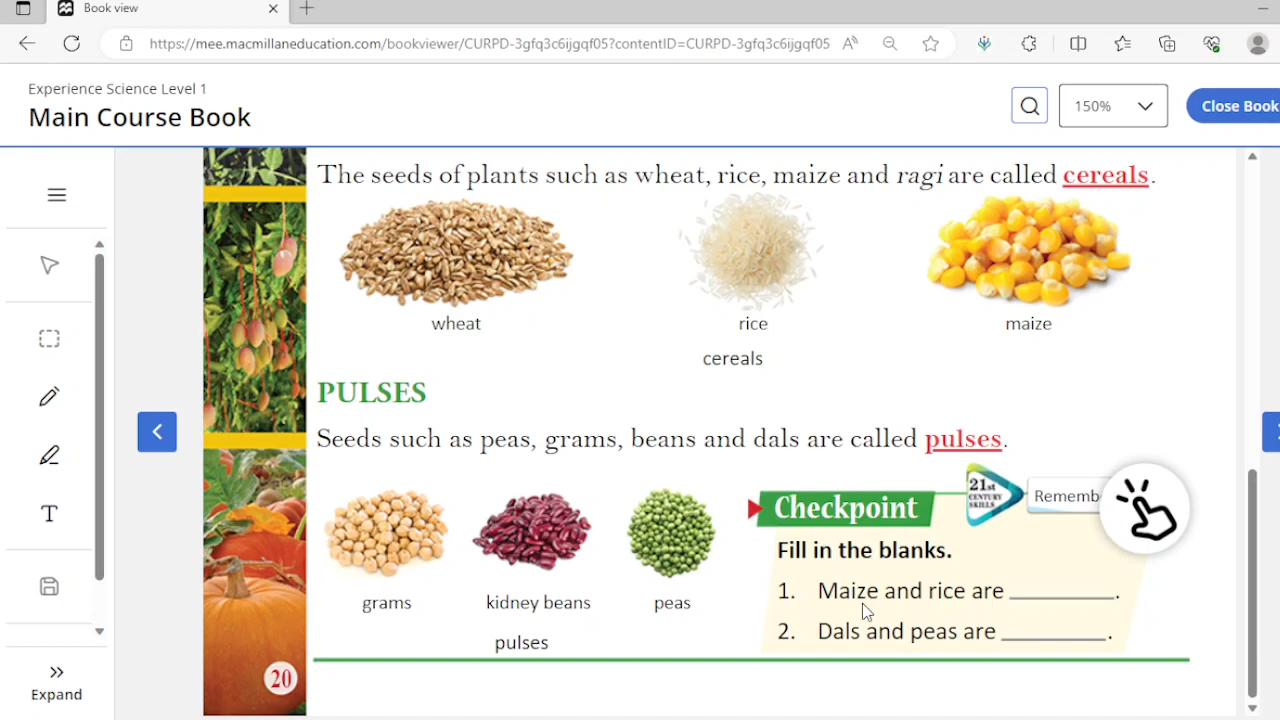 Book view
https://mee.macmillaneducation.com/bookviewer/CURPD-3gfq3c6ijgqf05?contentID=CURPD-3gfq3c6ijgqf05
Experience Science Level 1
Main Course Book
150%
Close Book
The seeds of plants such as wheat, rice, maize and ragi are called cereals.
wheat rice maize
cereals
PULSES
Seeds such as peas, grams, beans and dals are called pulses.
grams kidney beans peas
pulses
Checkpoint
21st
CENTURY
SKILLS
Rememb
Fill in the blanks.
1. Maize and rice are __________.
2. Dals and peas are __________.
T
Expand
20